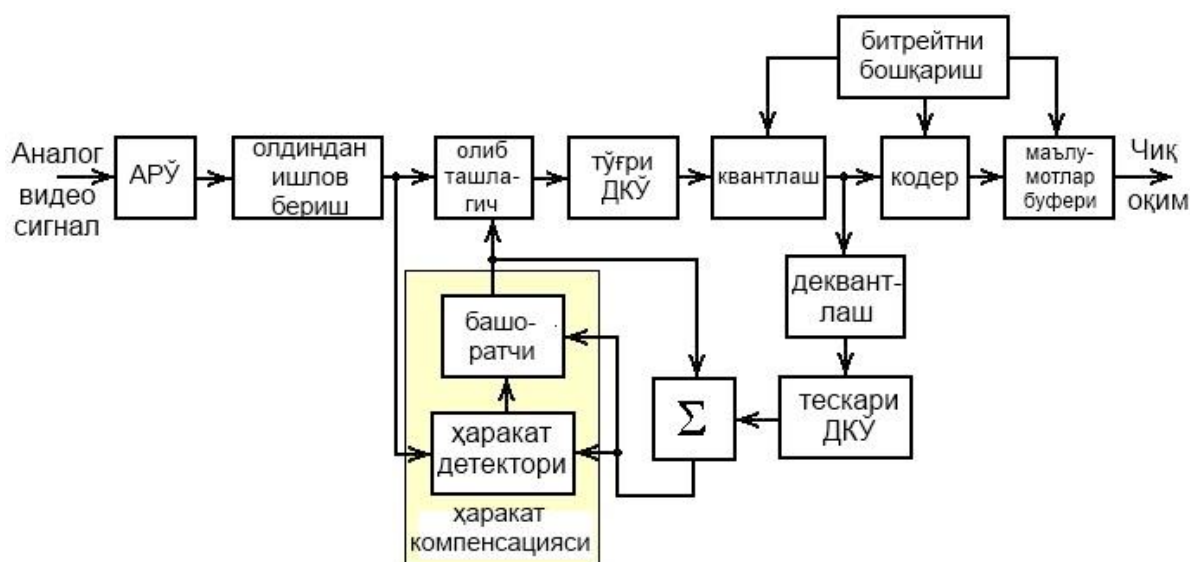 битрейтни
бошқариш
Аналог
видео
сигнал
АРЎ
олдиндан
ишлов
бериш
олиб
ташла-
гич
тўғри
ДКЎ
квантлаш
кодер
маълу-
мотлар
буфери
Чиқ
оқим
деквант-
лаш
башо-
ратчи
Σ
тескари
ДКЎ
ҳаракат
детектори
ҳаракат
компенсацияси